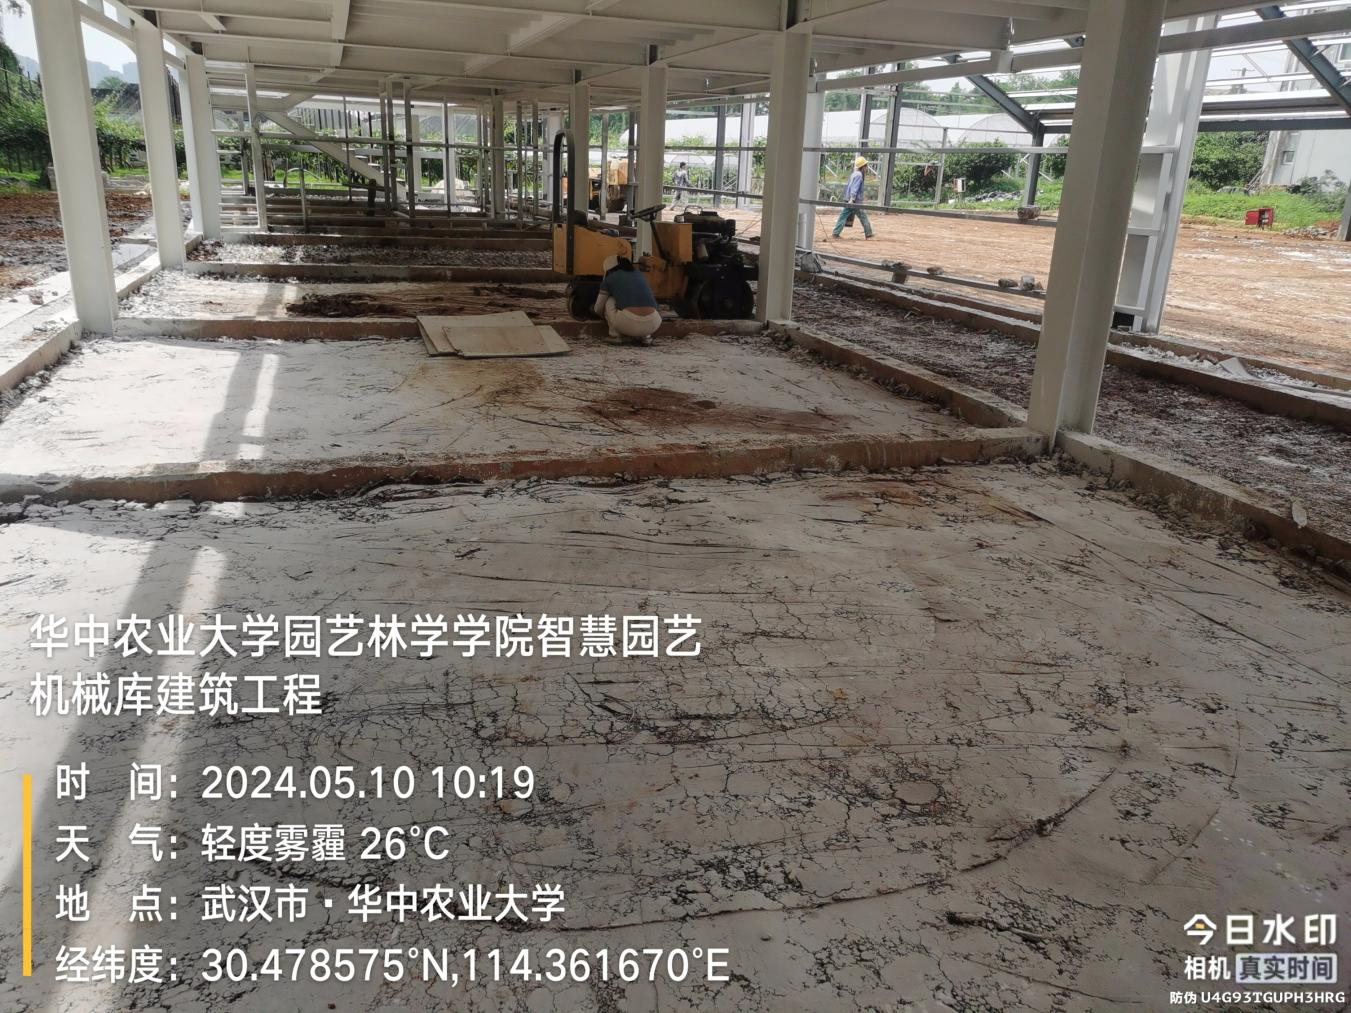 华中农业大学园艺林学学院智慧园艺
机械库建筑工程
时 间：2024.05.10 10:19
天 气：轻度雾霾 26°C
地 点：武汉市·华中农业大学
经纬度：30.478575°N,114.361670°E
今日水印
相机 真实时间
防伪 U4G93TGUPH3HRG